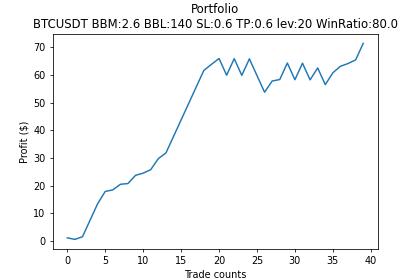 Portfolio
BTCUSDT BBM:2.6 BBL:140 SL:0.6 TP:0.6 lev:20 WinRatio:80.0
70
60
50
40
30
20
10
0
Profit ($)
0 5 10 15 20 25 30 35 40
Trade counts